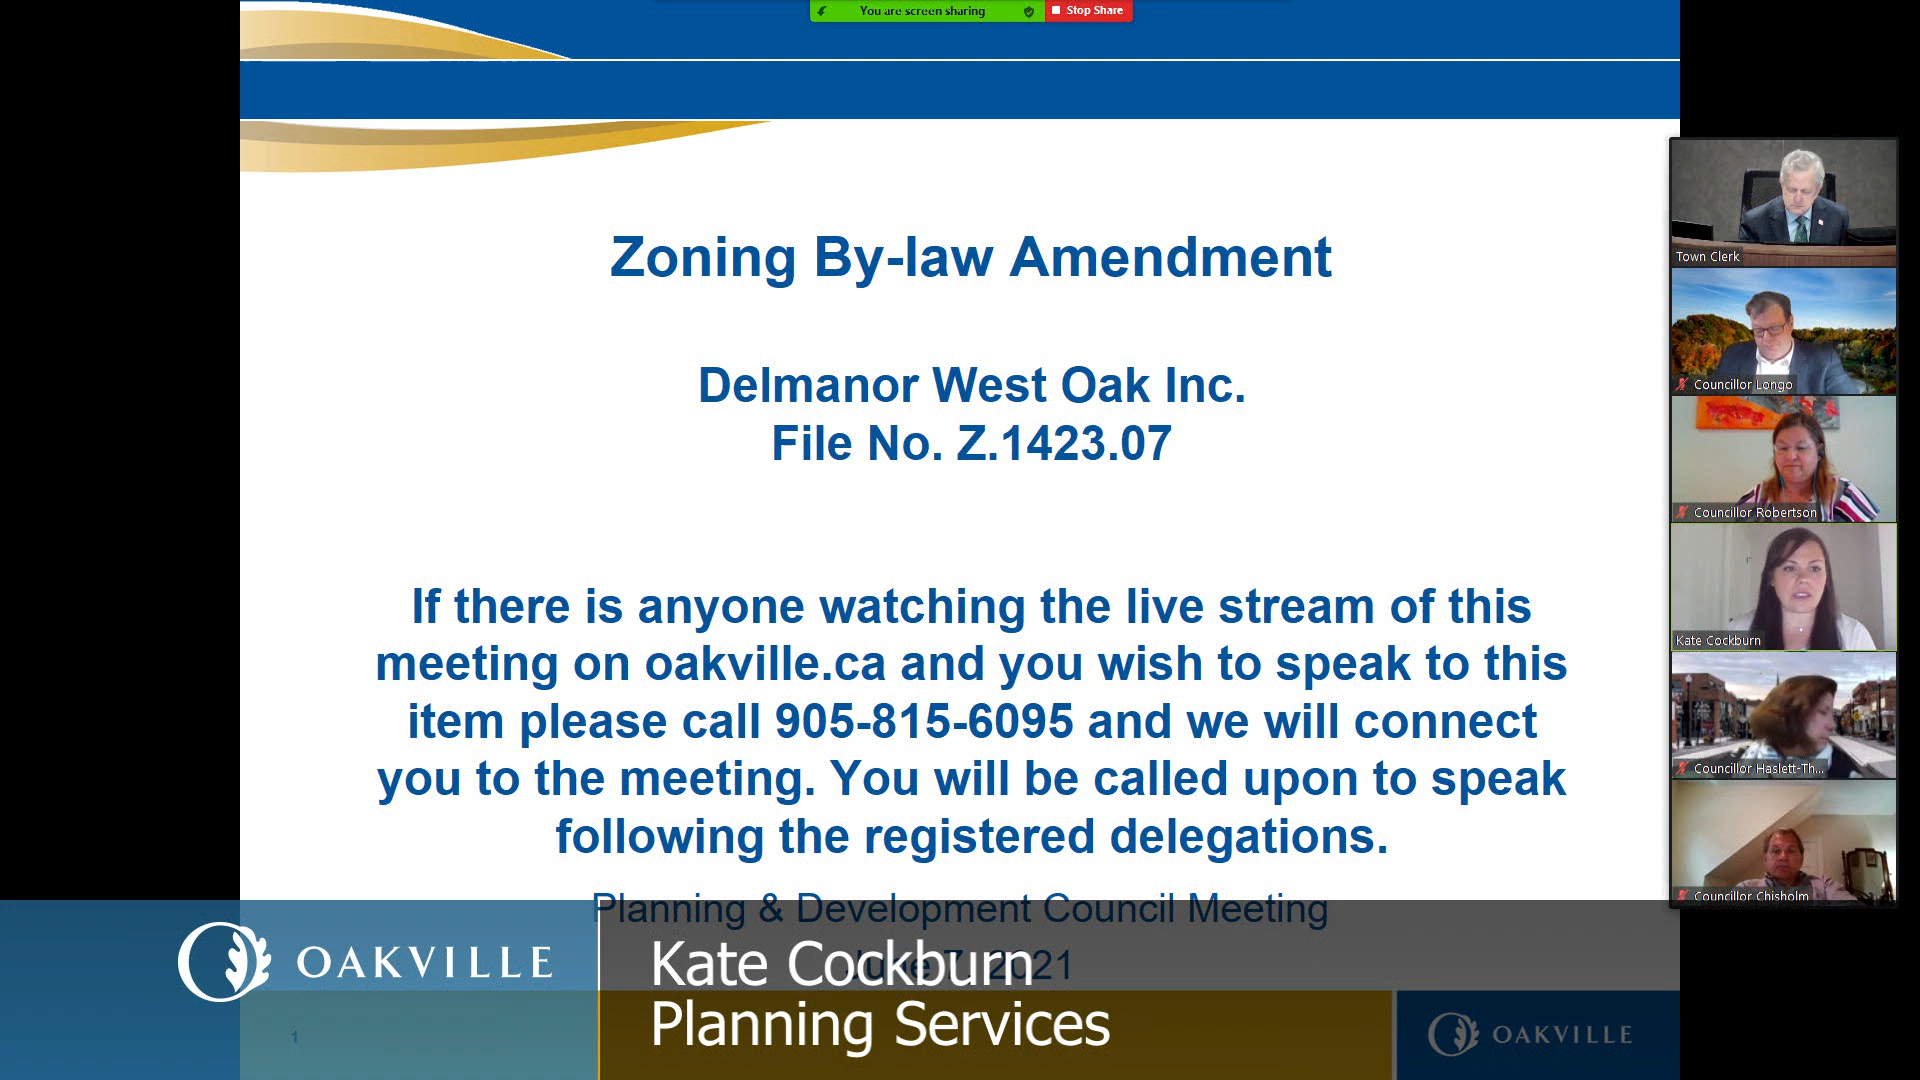 You are screen sharing
Stop Share
Zoning By-law Amendment
Delmanor West Oak Inc.
File No. Z.1423.07
If there is anyone watching the live stream of this
meeting on oakville.ca and you wish to speak to this
item please call 905-815-6095 and we will connect
you to the meeting. You will be called upon to speak
following the registered delegations.
Planning & Development Council Meeting
June 7, 2021
1
OAKVILLE
Kate Cockburn
Planning Services
OAKVILLE
Town Clerk
Councillor Longo
Councillor Robertson
Kate Cockburn
Councillor Haslett-Th...
Councillor Chisholm